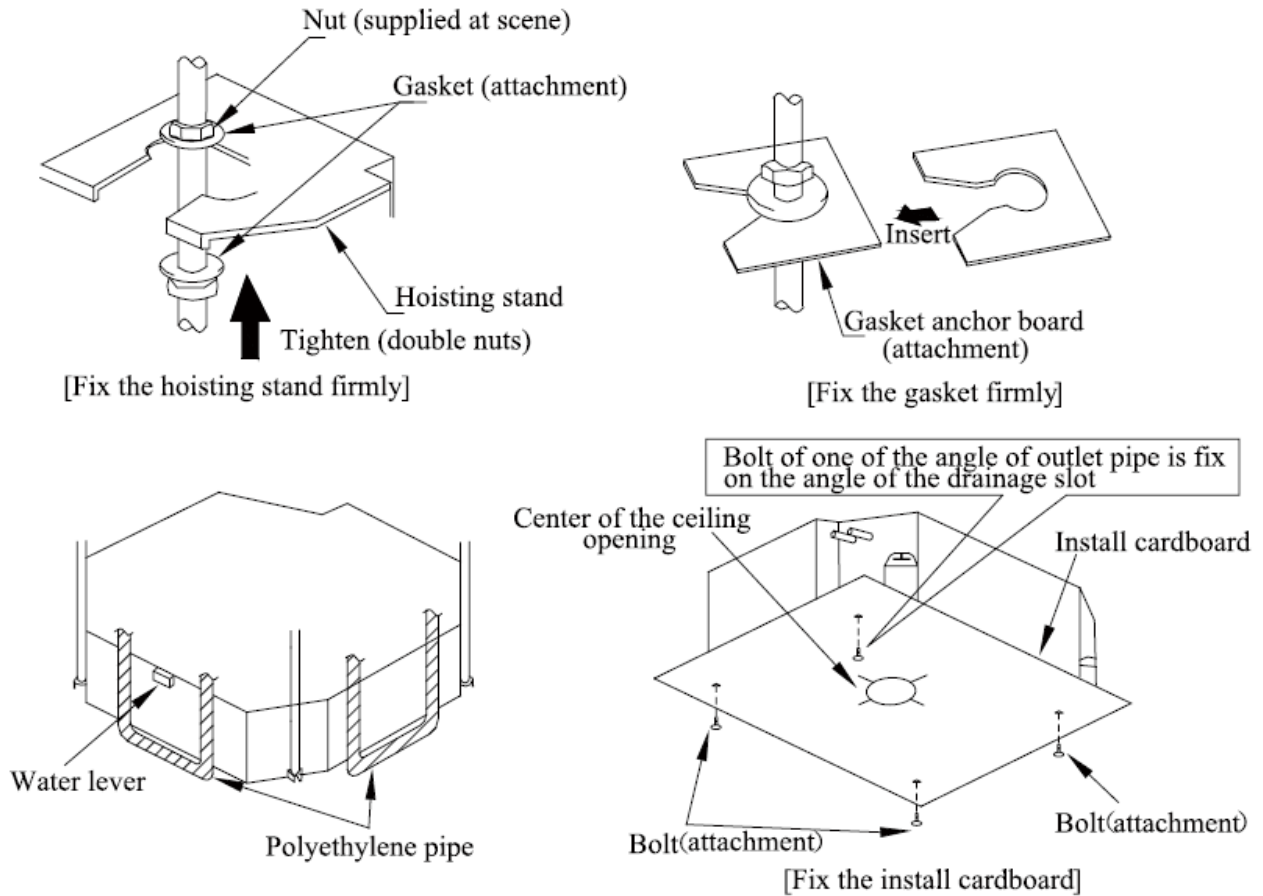 Nut (supplied at scene)
Gasket (attachment)
Hoisting stand
Tighten (double nuts)
[Fix the hoisting stand firmly]
Insert
Gasket anchor board
(attachment)
[Fix the gasket firmly]
Water lever
Polyethylene pipe
Bolt of one of the angle of outlet pipe is fix
on the angle of the drainage slot
Center of the ceiling
opening
Install cardboard
Bolt(attachment)
Bolt(attachment)
[Fix the install cardboard]